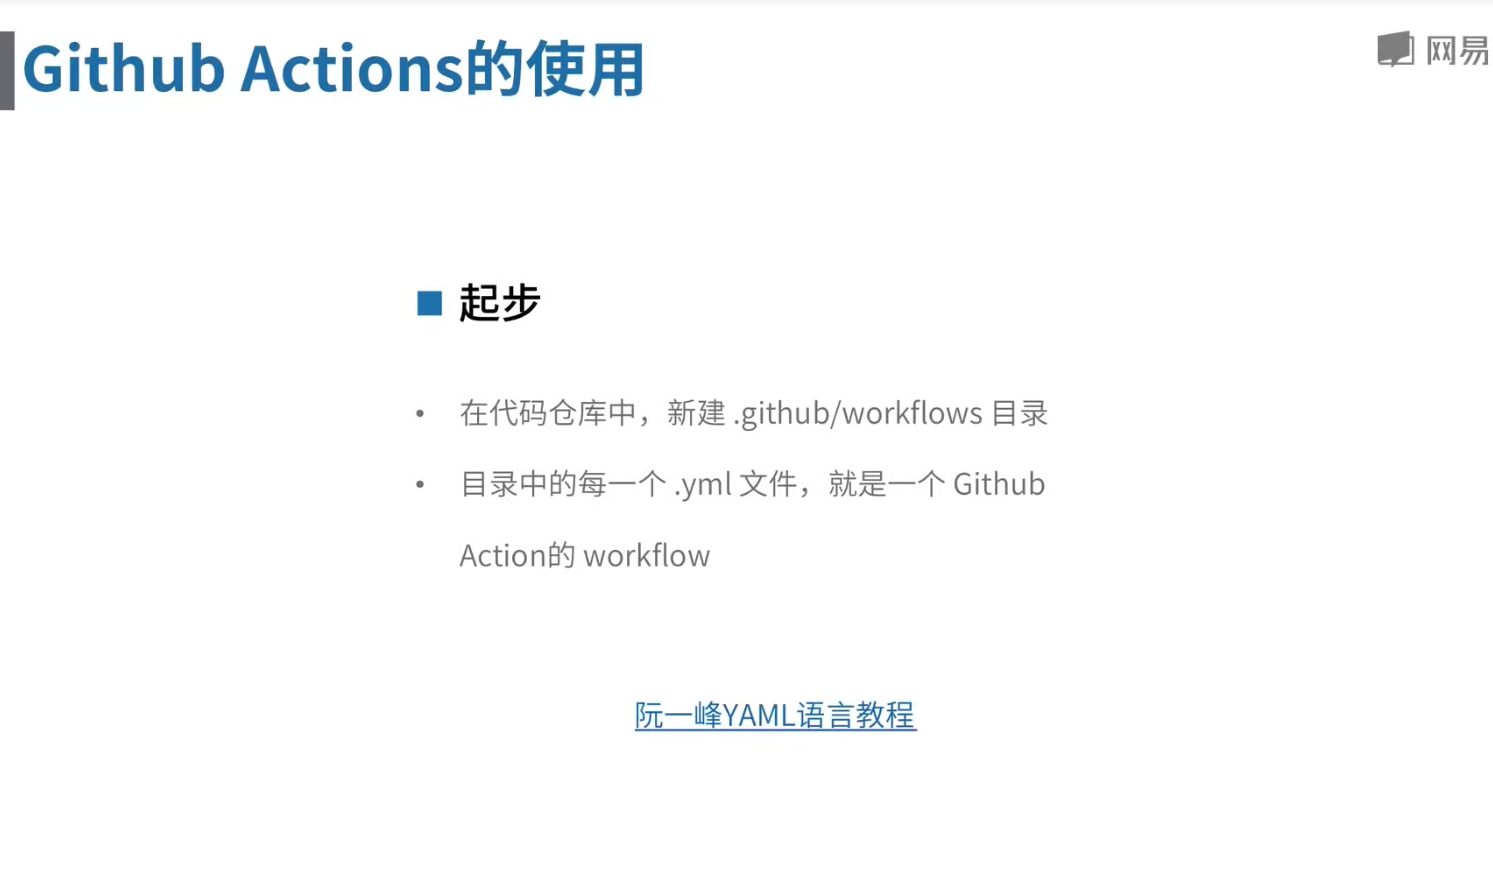 Github Actions的使用
网易
起步
• 在代码仓库中，新建 .github/workflows 目录
• 目录中的每一个 .yml 文件，就是一个 Github
Action的 workflow
阮一峰YAML语言教程